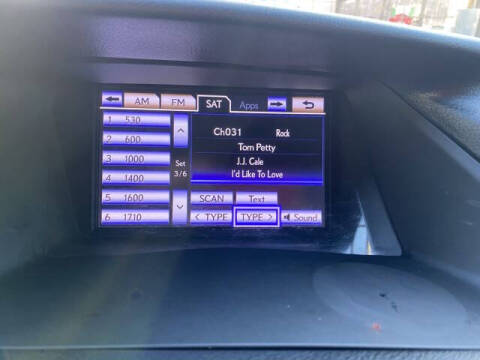 AM FM SAT Apps
1 530
2 600
3 1000
4 1400
5 1600
6 1710
Set
3/6
Ch031 Rock
Tom Petty
J.J. Cale
I'd Like To Love
SCAN Text
< TYPE TYPE > Sound